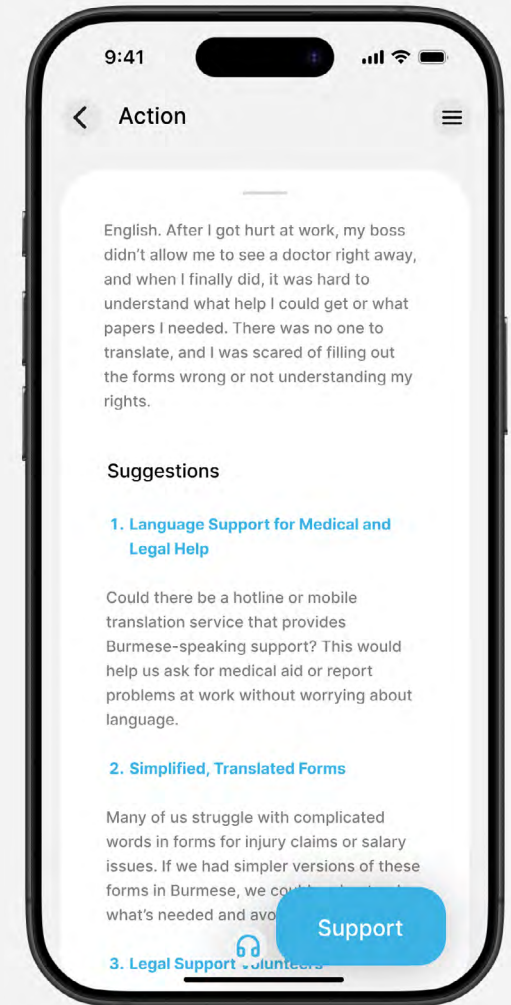 9:41
Action
English. After I got hurt at work, my boss
didn't allow me to see a doctor right away,
and when I finally did, it was hard to
understand what help I could get or what
papers I needed. There was no one to
translate, and I was scared of filling out
the forms wrong or not understanding my
rights.
Suggestions
1. Language Support for Medical and
Legal Help
Could there be a hotline or mobile
translation service that provides
Burmese-speaking support? This would
help us ask for medical aid or report
problems at work without worrying about
language.
2. Simplified, Translated Forms
Many of us struggle with complicated
words in forms for injury claims or salary
issues. If we had simpler versions of these
forms in Burmese, we
what's needed and
Support
3. Legal Support